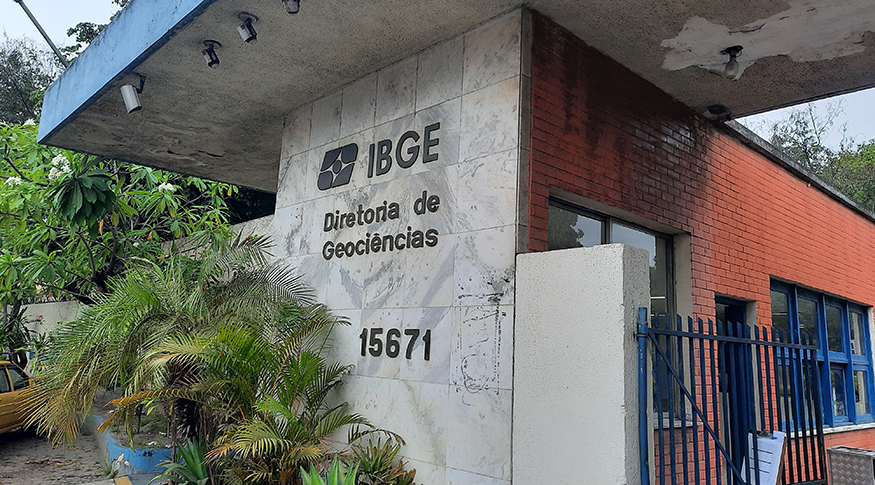 IBGE
Diretoria de
Geociências
15671